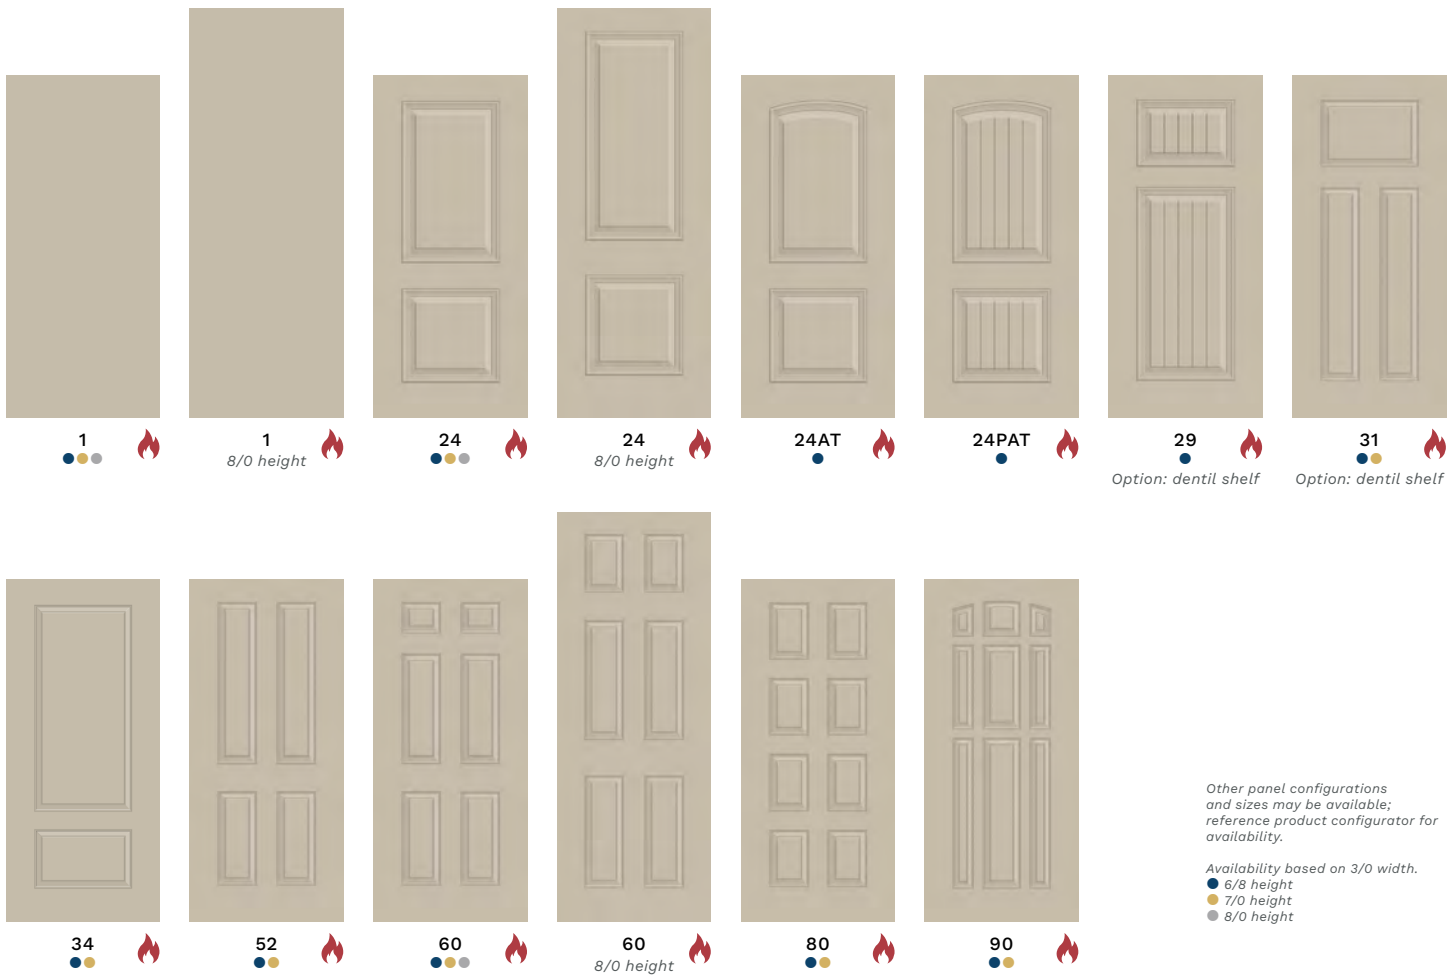 1
1
8/0 height
24
24
8/0 height
24AT
24PAT
29
Option: dentil shelf
31
Option: dentil shelf
34
52
60
60
8/0 height
80
90
Other panel configurations
and sizes may be available;
reference product configurator for
availability.
Availability based on 3/0 width.
6/8 height
7/0 height
8/0 height